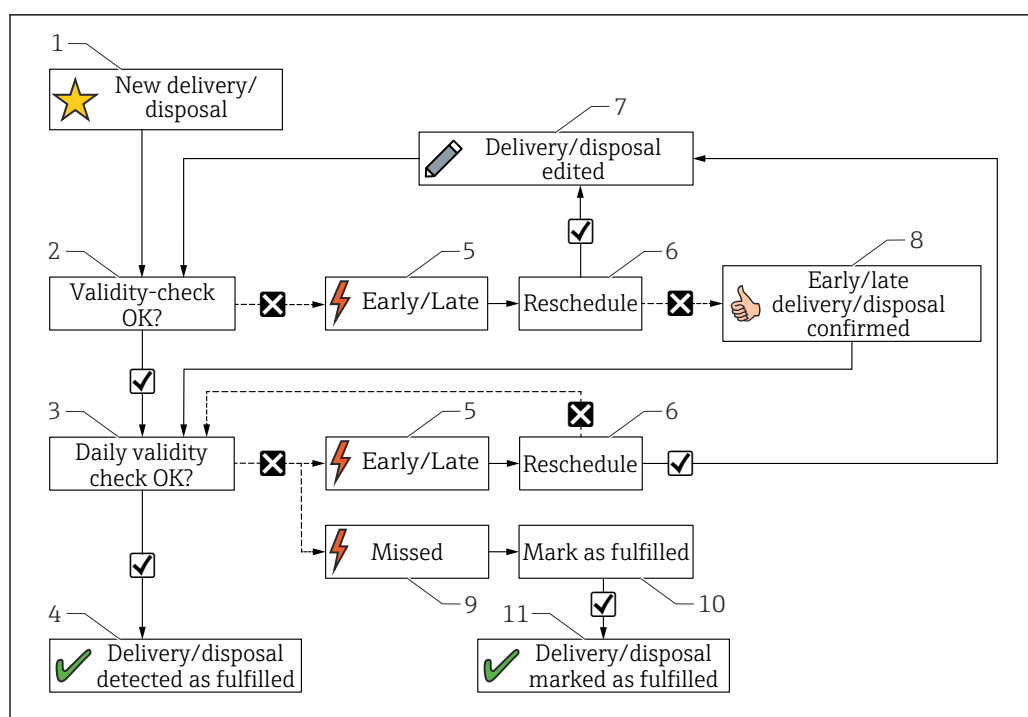 1
New delivery/
disposal
7
Delivery/disposal
edited
2
Validity-check
OK?
5
Early/Late
6
Reschedule
8
Early/late
delivery/disposal
confirmed
3
Daily validity
check OK?
5
Early/Late
6
Reschedule
Missed
9
Mark as fulfilled
10
4
Delivery/disposal
detected as fulfilled
11
Delivery/disposal
marked as fulfilled